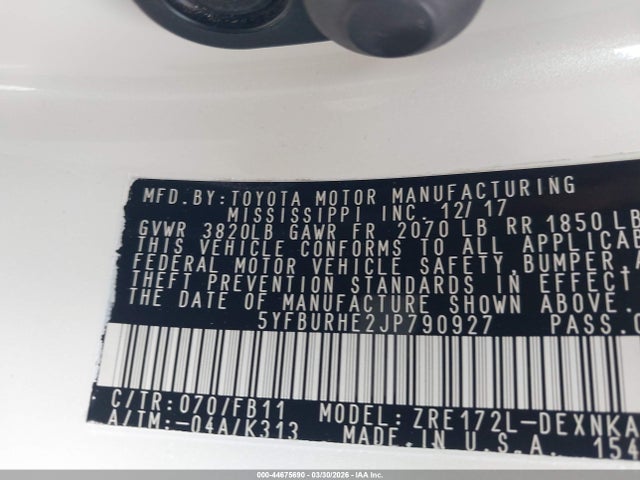 MFD.BY:TOYOTA MOTOR MANUFACTURING
MISSISSIPPI INC. 12/17
GVWR 3820LB GAWR FR 2070 LB RR 1850 LB
THIS VEHICLE CONFORMS TO ALL APPLICAB
FEDERAL MOTOR VEHICLE SAFETY,BUMPER,A
THEFT PREVENTION STANDARDS IN EFFECT
THE DATE OF MANUFACTURE SHOWN ABOVE.
5YFBURHE2JP790927 PASS.C
C/TR:070/FB11 MODEL: ZRE172L-DEXNKA
A/TM:-04A/K313 MADE IN U.S.A. 154
000-44675690 | 03/30/2026 - COPART